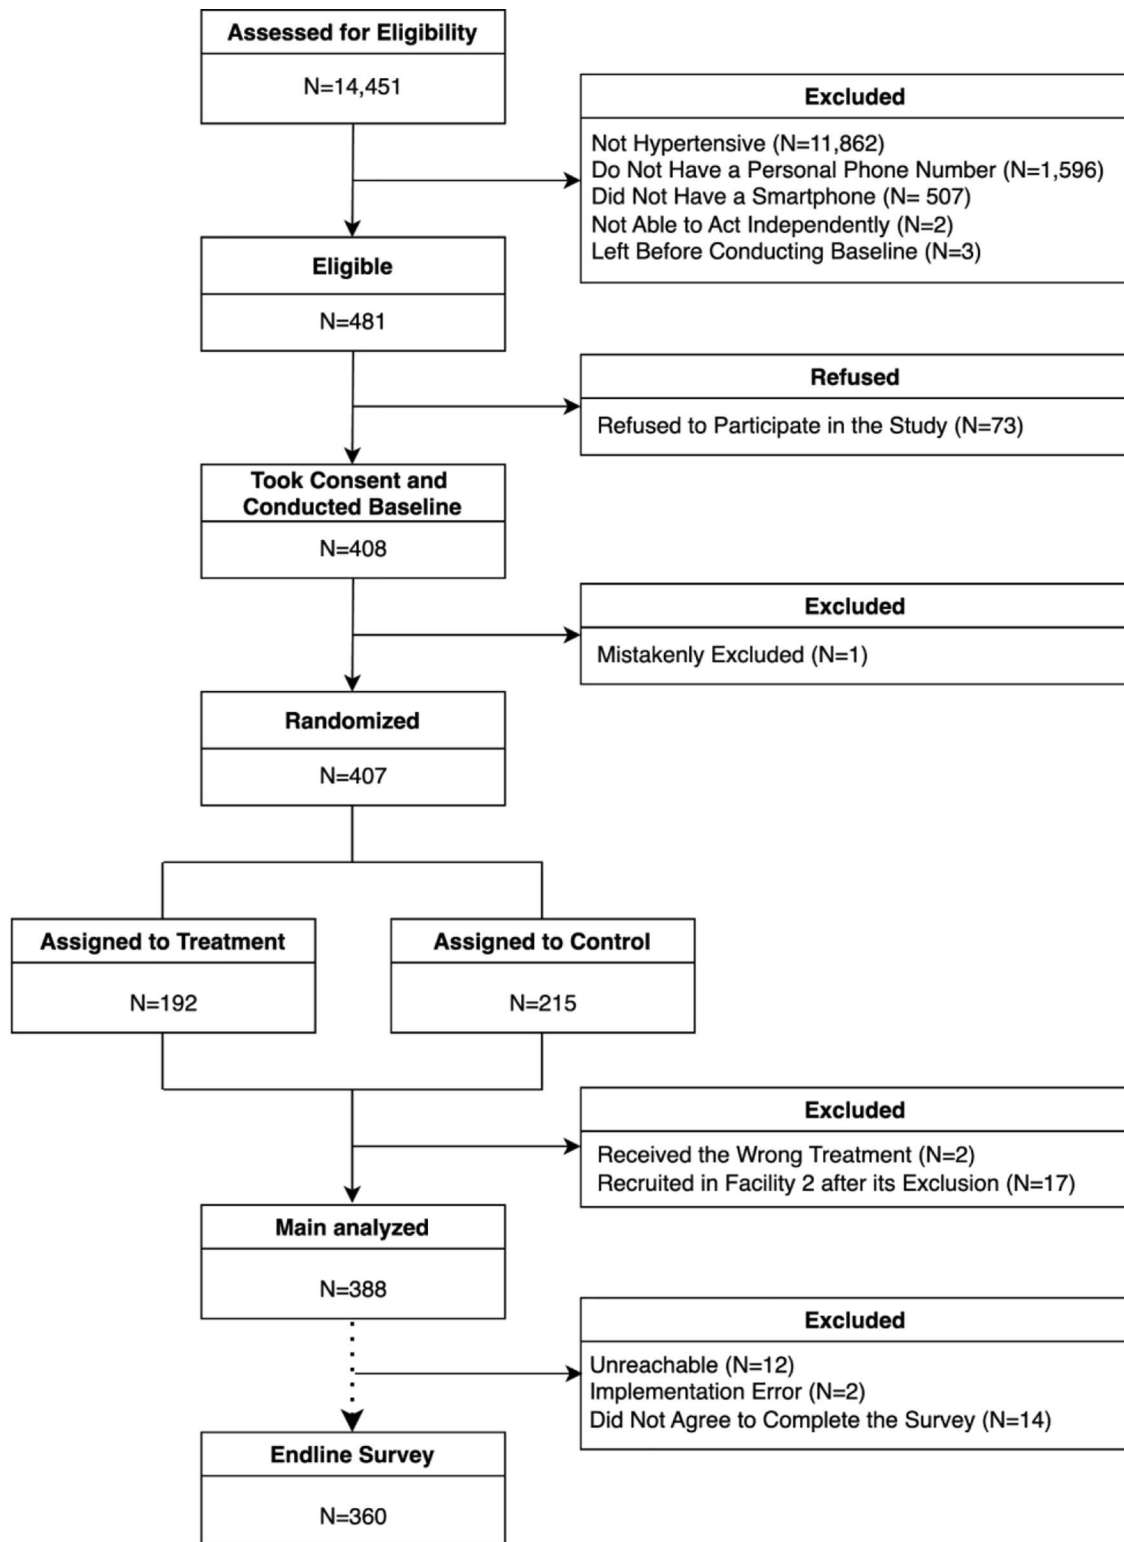 Assessed for Eligibility
N=14,451
Excluded
Not Hypertensive (N=11,862)
Do Not Have a Personal Phone Number (N=1,596)
Did Not Have a Smartphone (N= 507)
Not Able to Act Independently (N=2)
Left Before Conducting Baseline (N=3)
Eligible
N=481
Refused
Refused to Participate in the Study (N=73)
Took Consent and
Conducted Baseline
N=408
Excluded
Mistakenly Excluded (N=1)
Randomized
N=407
Assigned to Treatment
N=192
Assigned to Control
N=215
Excluded
Received the Wrong Treatment (N=2)
Recruited in Facility 2 after its Exclusion (N=17)
Main analyzed
N=388
Excluded
Unreachable (N=12)
Implementation Error (N=2)
Did Not Agree to Complete the Survey (N=14)
Endline Survey
N=360